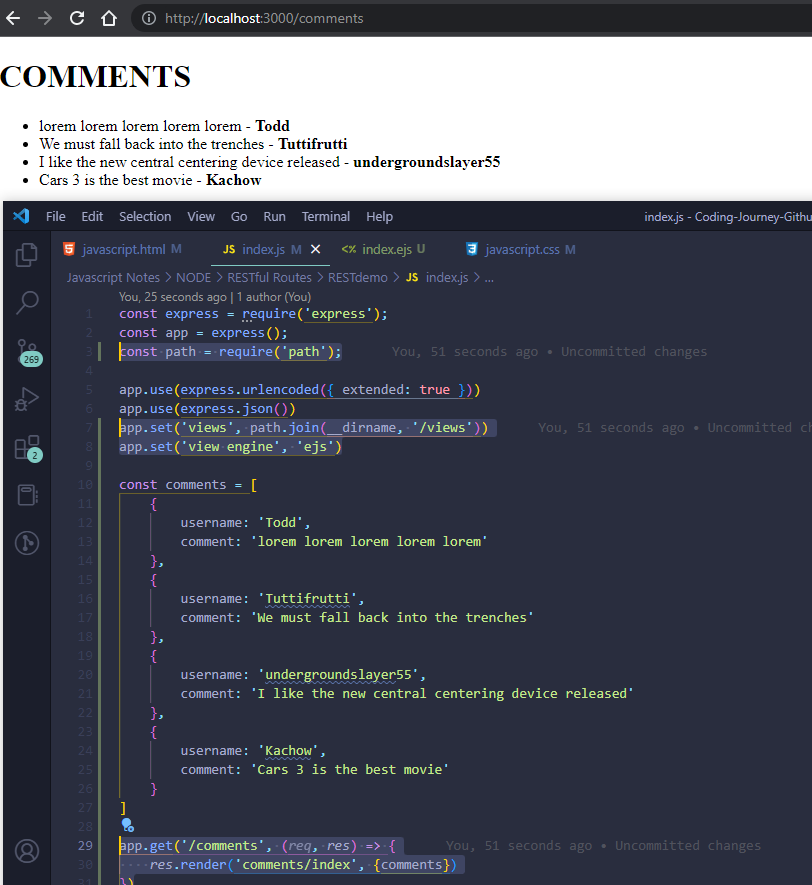 http://localhost:3000/comments
COMMENTS
lorem lorem lorem lorem lorem - Todd
We must fall back into the trenches - Tuttifrutti
I like the new central centering device released - undergroundslayer55
Cars 3 is the best movie - Kachow
File Edit Selection View Go Run Terminal Help index.js - Coding-Journey-Githu
javascript.html M JS index.js M <% index.ejs U javascript.css M
Javascript Notes > NODE > RESTful Routes > RESTdemo > JS index.js > ...
You, 25 seconds ago | 1 author (You)
1 const express = require('express');
2 const app = express();
3 const path = require('path'); You, 51 seconds ago • Uncommitted changes
4
5 app.use(express.urlencoded({ extended: true }))
6 app.use(express.json())
7 app.set('views', path.join(__dirname, '/views')) You, 51 seconds ago • Uncommitted ch
8 app.set('view engine', 'ejs')
9
10 const comments = [
11 {
12 username: 'Todd',
13 comment: 'lorem lorem lorem lorem lorem'
14 },
15 {
16 username: 'Tuttifrutti',
17 comment: 'We must fall back into the trenches'
18 },
19 {
20 username: 'undergroundslayer55',
21 comment: 'I like the new central centering device released'
22 },
23 {
24 username: 'Kachow',
25 comment: 'Cars 3 is the best movie'
26 }
27 ]
28
29 app.get('/comments', (req, res) => { You, 51 seconds ago • Uncommitted changes
30 res.render('comments/index', {comments})
31 })
269
2